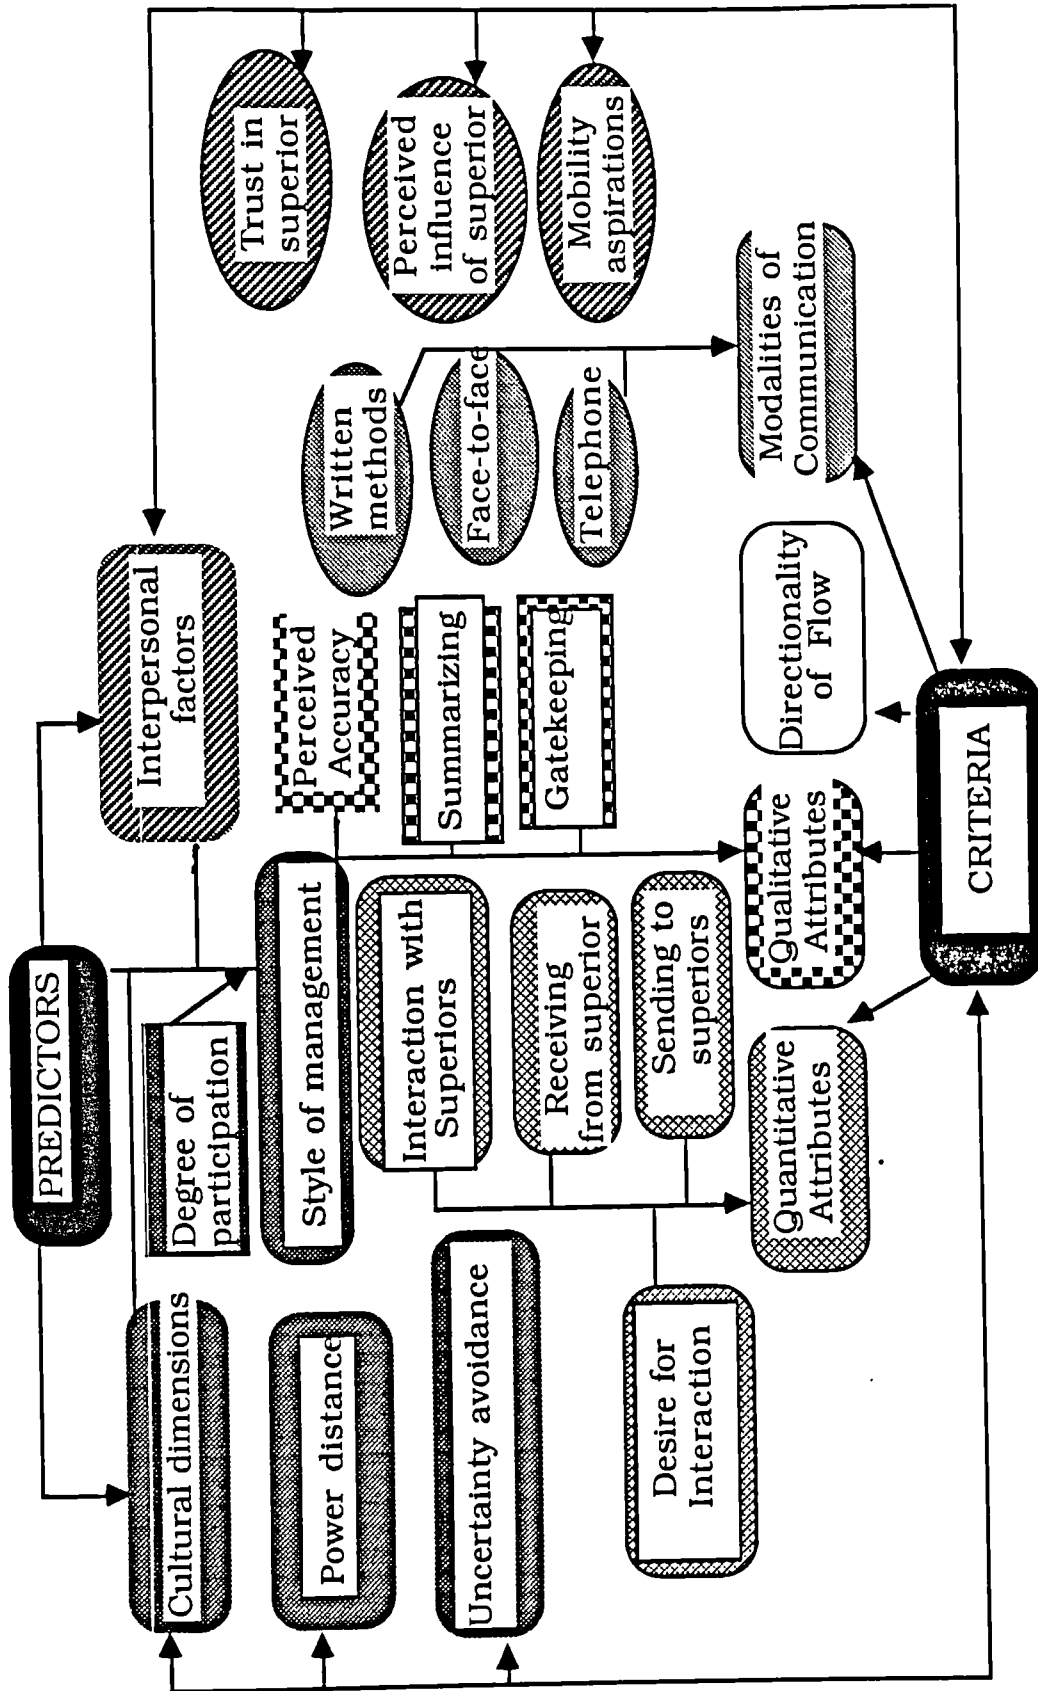 PREDICTORS
Cultural dimensions
Degree of
participation
Interpersonal
factors
Power distance
Style of management
Perceived
Accuracy
Written
methods
Trust in
superior
Uncertainty avoidance
Interaction with
Superiors
Summarizing
Face-to-face
Perceived
influence
of superior
Receiving
from superior
Gatekeeping
Telephone
Mobility
aspirations
Desire for
Interaction
Sending to
superiors
Quantitative
Attributes
Qualitative
Attributes
Directionality
of Flow
Modalities of
Communication
CRITERIA